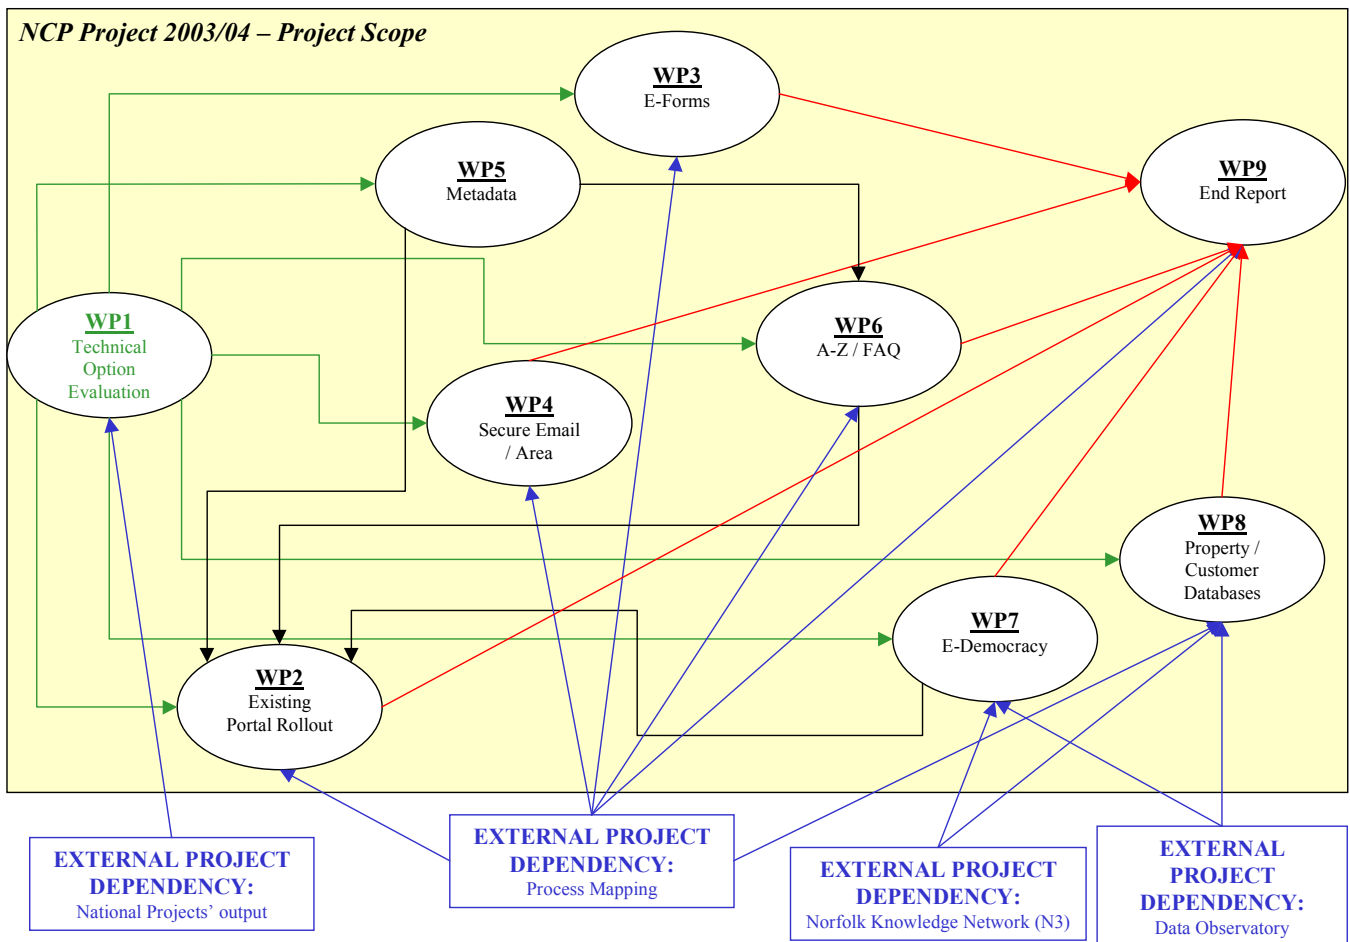 NCP Project 2003/04 – Project Scope
WP3
E-Forms
WP5
Metadata
WP9
End Report
WP1
Technical
Option
Evaluation
WP6
A-Z / FAQ
WP4
Secure Email
/ Area
WP8
Property /
Customer
Databases
WP7
E-Democracy
WP2
Existing
Portal Rollout
EXTERNAL PROJECT
DEPENDENCY:
National Projects’ output
EXTERNAL PROJECT
DEPENDENCY:
Process Mapping
EXTERNAL PROJECT
DEPENDENCY:
Norfolk Knowledge Network (N3)
EXTERNAL
PROJECT
DEPENDENCY:
Data Observatory